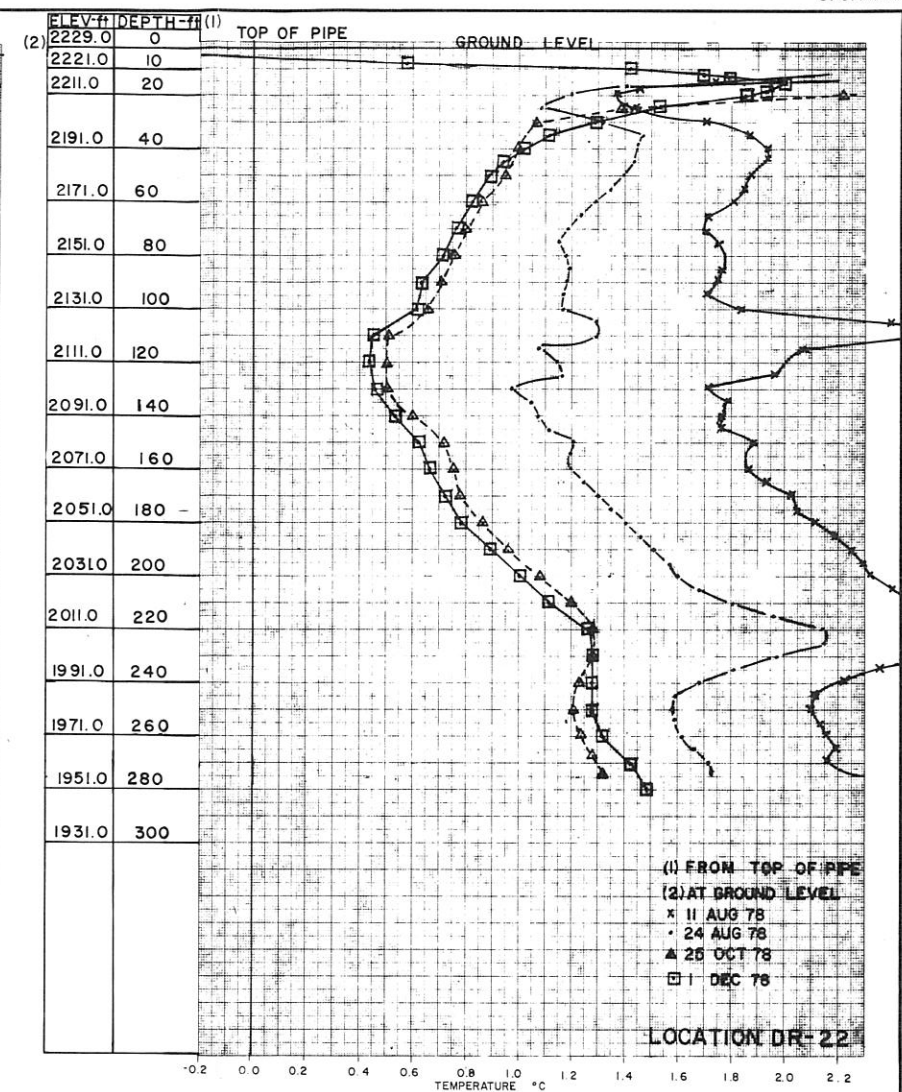 ELEV-ft DEPTH-ft (1)
(2) 2229.0 0 TOP OF PIPE GROUND LEVEL
2221.0 10
2211.0 20
2191.0 40
2171.0 60
2151.0 80
2131.0 100
2111.0 120
2091.0 140
2071.0 160
2051.0 180
2031.0 200
2011.0 220
1991.0 240
1971.0 260
1951.0 280
1931.0 300
(1) FROM TOP OF PIPE
(2) AT GROUND LEVEL
x 11 AUG 78
· 24 AUG 78
▲ 25 OCT 78
⊡ 1 DEC 78
LOCATION DR-22
-0.2 0.0 0.2 0.4 0.6 0.8 1.0 1.2 1.4 1.6 1.8 2.0 2.2
TEMPERATURE °C